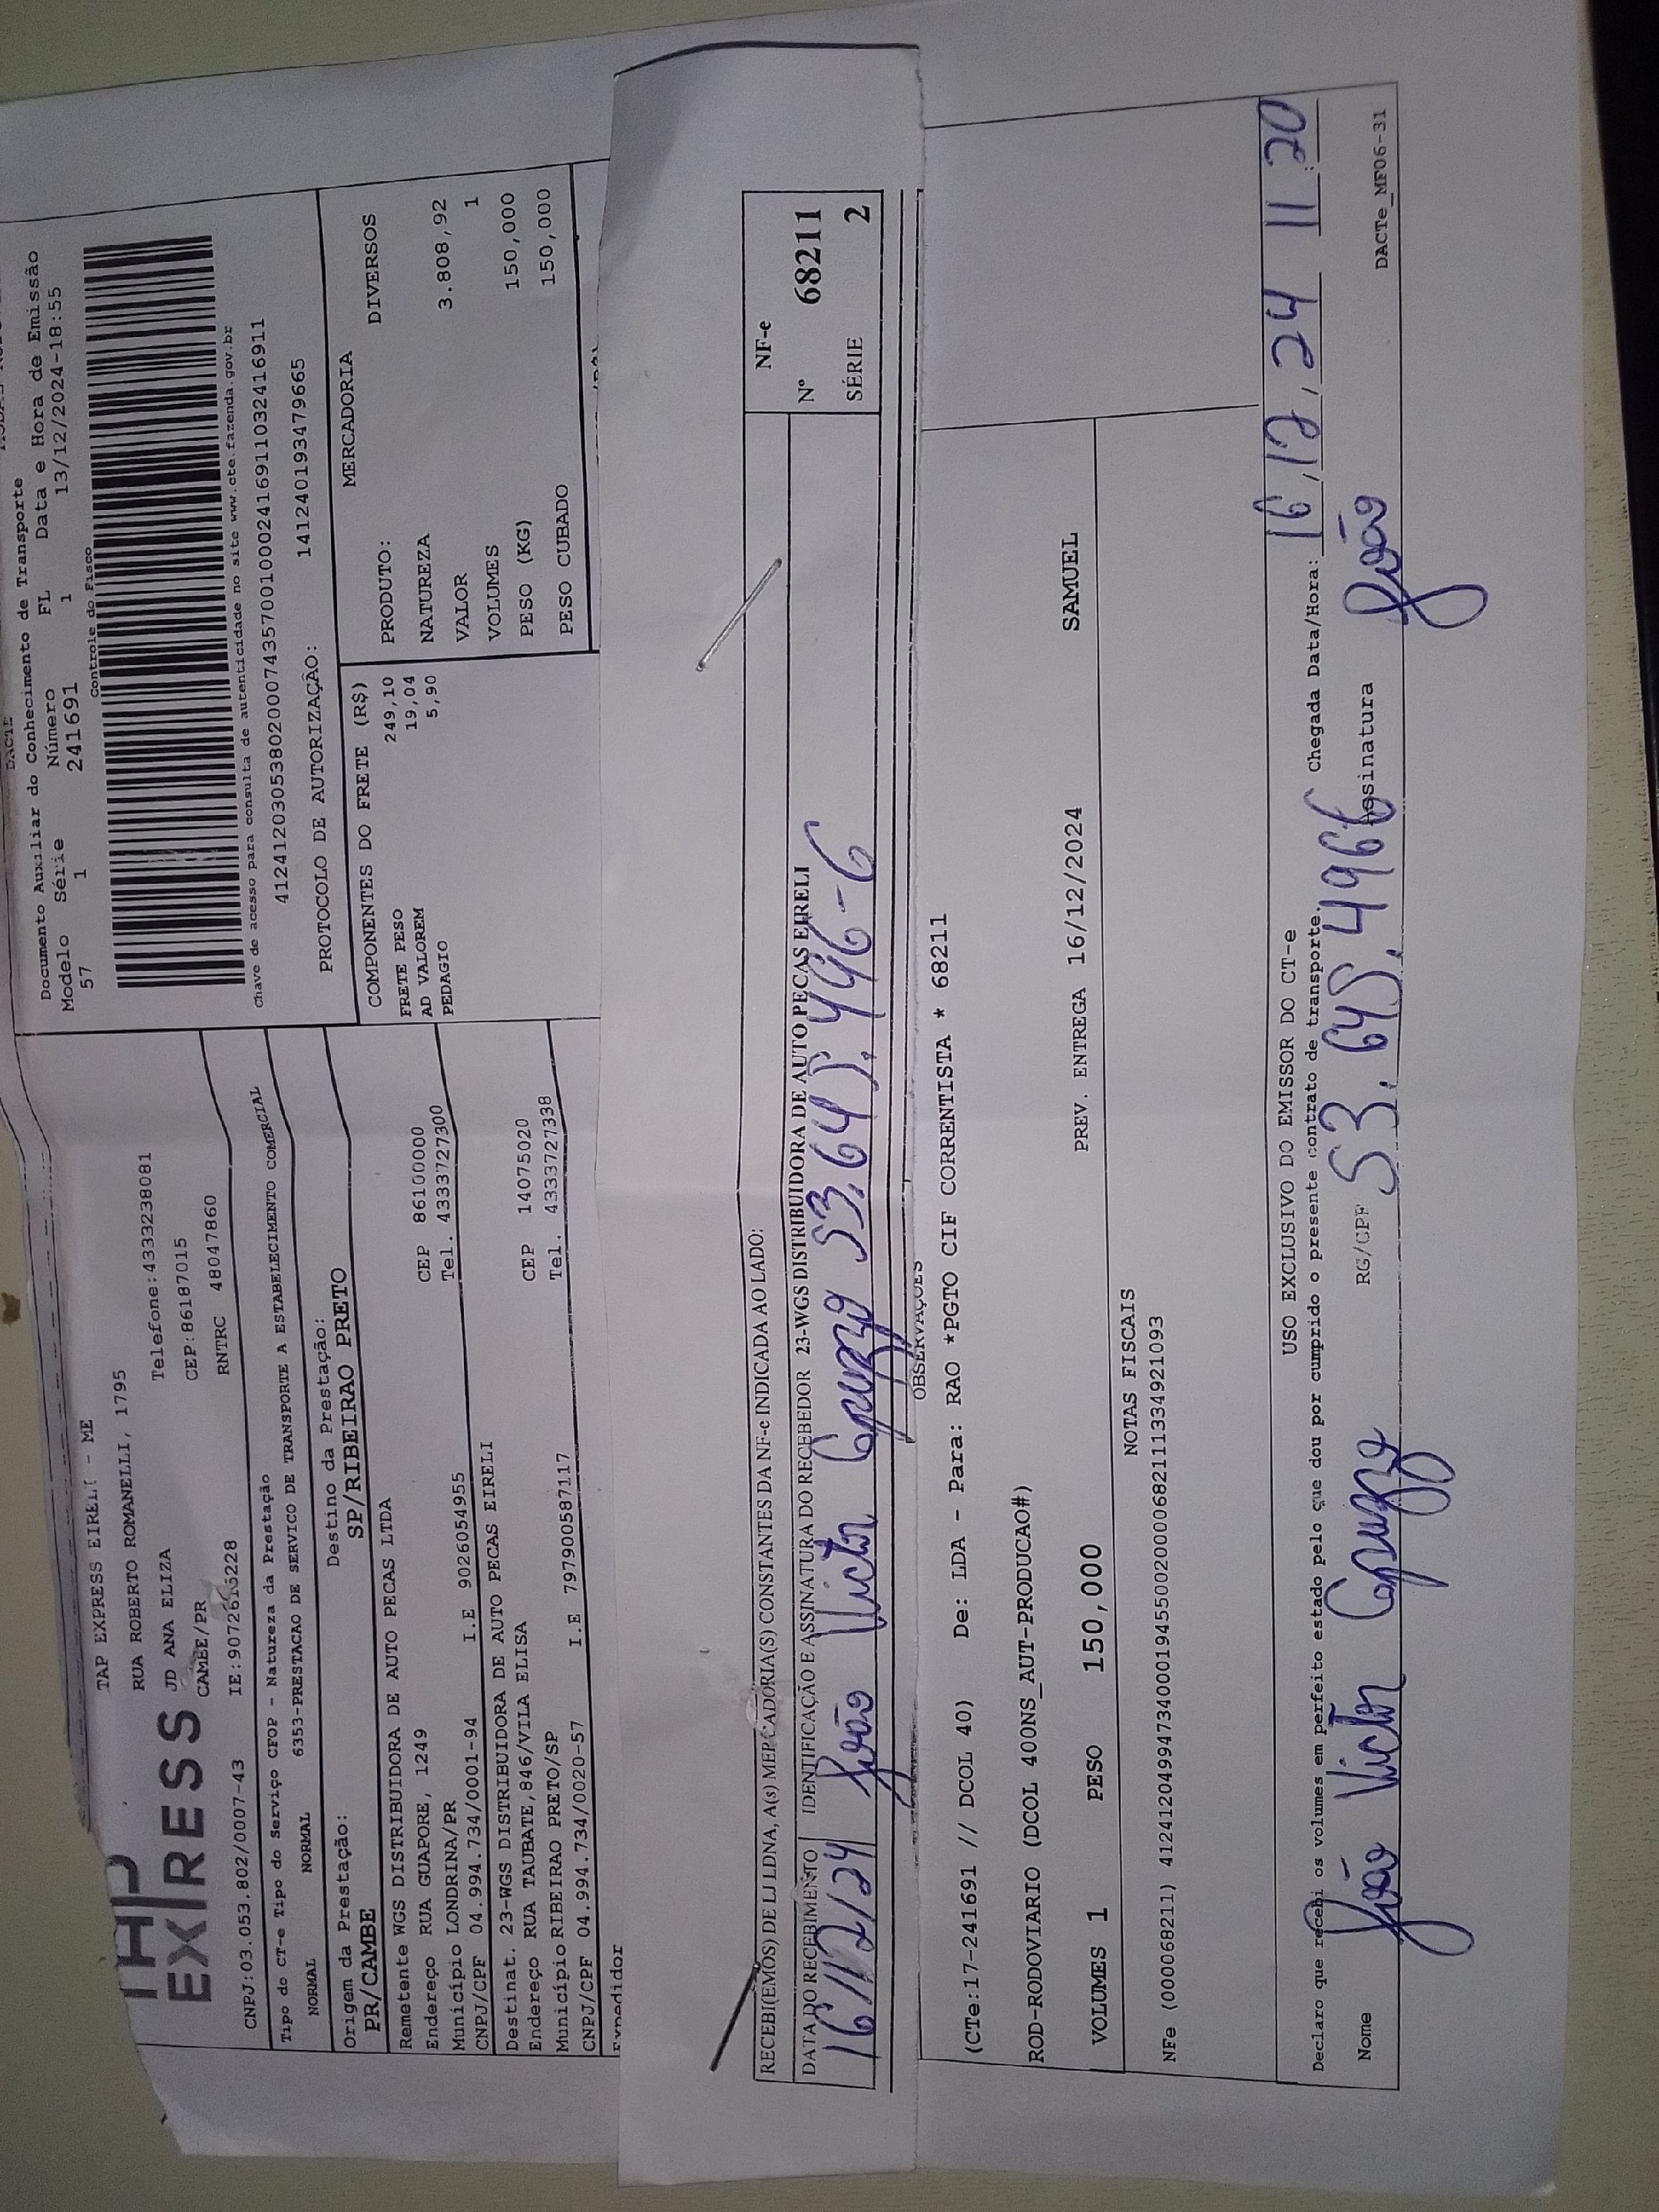 DACTE
Documento Auxiliar do Conhecimento de Transporte
Modelo Série Número FL Data e Hora de Emissão
57 1 241691 1 13/12/2024-18:55
Controle do Fisco
Chave de acesso para consulta de autenticidade no site www.cte.fazenda.gov.br
41241203053802000743570010002416911032416911
PROTOCOLO DE AUTORIZAÇÃO: 141240193479665
TAP EXPRESS EIRELI - ME
RUA ROBERTO ROMANELLI, 1795
Telefone:4333238081
EXPRESS
JD ANA ELIZA CEP:86187015
CAMBE/PR RNTRC 48047860
CNPJ:03.053.802/0007-43
Tipo do CT-e Tipo do Serviço CFOP - Natureza da Prestação
NORMAL NORMAL 6353-PRESTACAO DE SERVICO DE TRANSPORTE A ESTABELECIMENTO COMERCIAL
Origem da Prestação: Destino da Prestação:
PR/CAMBE SP/RIBEIRAO PRETO
Remetente WGS DISTRIBUIDORA DE AUTO PECAS LTDA
Endereço RUA GUAPORE, 1249 CEP 86100000
Município LONDRINA/PR Tel. 4333727300
CNPJ/CPF 04.994.734/0001-94 I.E 9026054955
Destinat. 23-WGS DISTRIBUIDORA DE AUTO PECAS EIRELI
Endereço RUA TAUBATE,846/VILA ELISA CEP 14075020
Município RIBEIRAO PRETO/SP Tel. 4333727338
CNPJ/CPF 04.994.734/0020-57 I.E 797900587117
Expedidor
COMPONENTES DO FRETE (R$)
FRETE PESO 249,10
AD VALOREM 19,04
PEDAGIO 5,90
MERCADORIA
PRODUTO: DIVERSOS
NATUREZA
VALOR 3.808,92
VOLUMES 1
PESO (KG) 150,000
PESO CUBADO 150,000
RECEBI(EMOS) DE LJ LDNA, A(s) MERCADORIA(S) CONSTANTES DA NF-e INDICADA AO LADO:
NF-e
Nº 68211
SÉRIE 2
DATA DO RECEBIMENTO IDENTIFICAÇÃO E ASSINATURA DO RECEBEDOR 23-WGS DISTRIBUIDORA DE AUTO PECAS EIRELI
16/12/24 João Victor 53.645.496-6
OBSERVAÇÕES
(CTe:17-241691 // DCOL 40) De: LDA - Para: RAO *PGTO CIF CORRENTISTA * 68211
ROD-RODOVIARIO (DCOL 400NS_AUT-PRODUCAO#)
VOLUMES 1 PESO 150,000 PREV. ENTREGA 16/12/2024 SAMUEL
NOTAS FISCAIS
NFe (000068211) 41241204994734000194550020000682111334921093
USO EXCLUSIVO DO EMISSOR DO CT-e
Declaro que recebi os volumes em perfeito estado pelo que dou por cumprido o presente contrato de transporte. Chegada Data/Hora: 16/12/24 11:20
Nome João Victor RG/CPF 53.645.4966 Assinatura João
DACTe_MF06-31